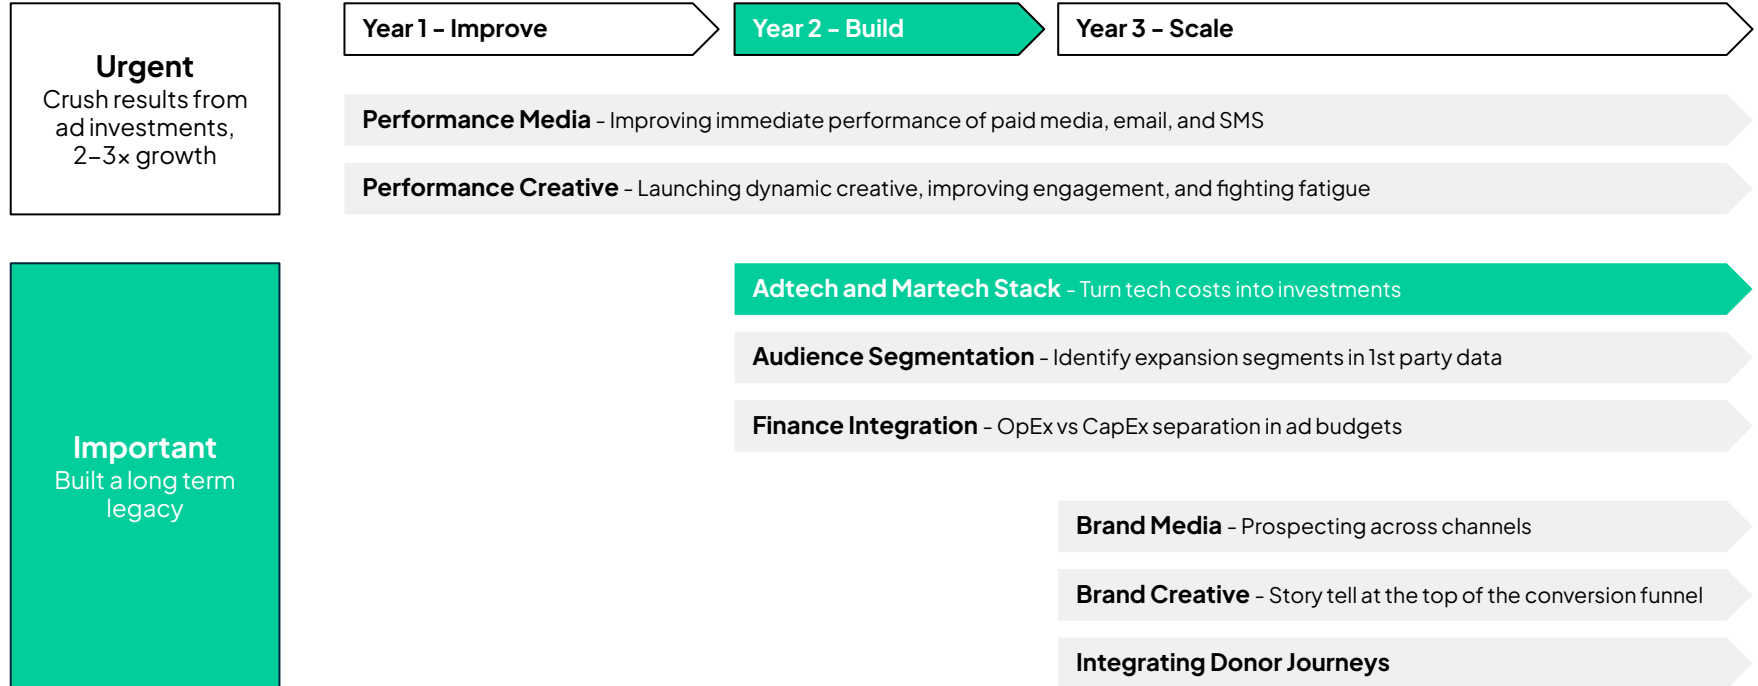 Urgent
Crush results from
ad investments,
2–3× growth
Year 1 – Improve
Year 2 – Build
Year 3 – Scale
Performance Media - Improving immediate performance of paid media, email, and SMS
Performance Creative - Launching dynamic creative, improving engagement, and fighting fatigue
Important
Built a long term
legacy
Adtech and Martech Stack - Turn tech costs into investments
Audience Segmentation - Identify expansion segments in 1st party data
Finance Integration - OpEx vs CapEx separation in ad budgets
Brand Media - Prospecting across channels
Brand Creative - Story tell at the top of the conversion funnel
Integrating Donor Journeys